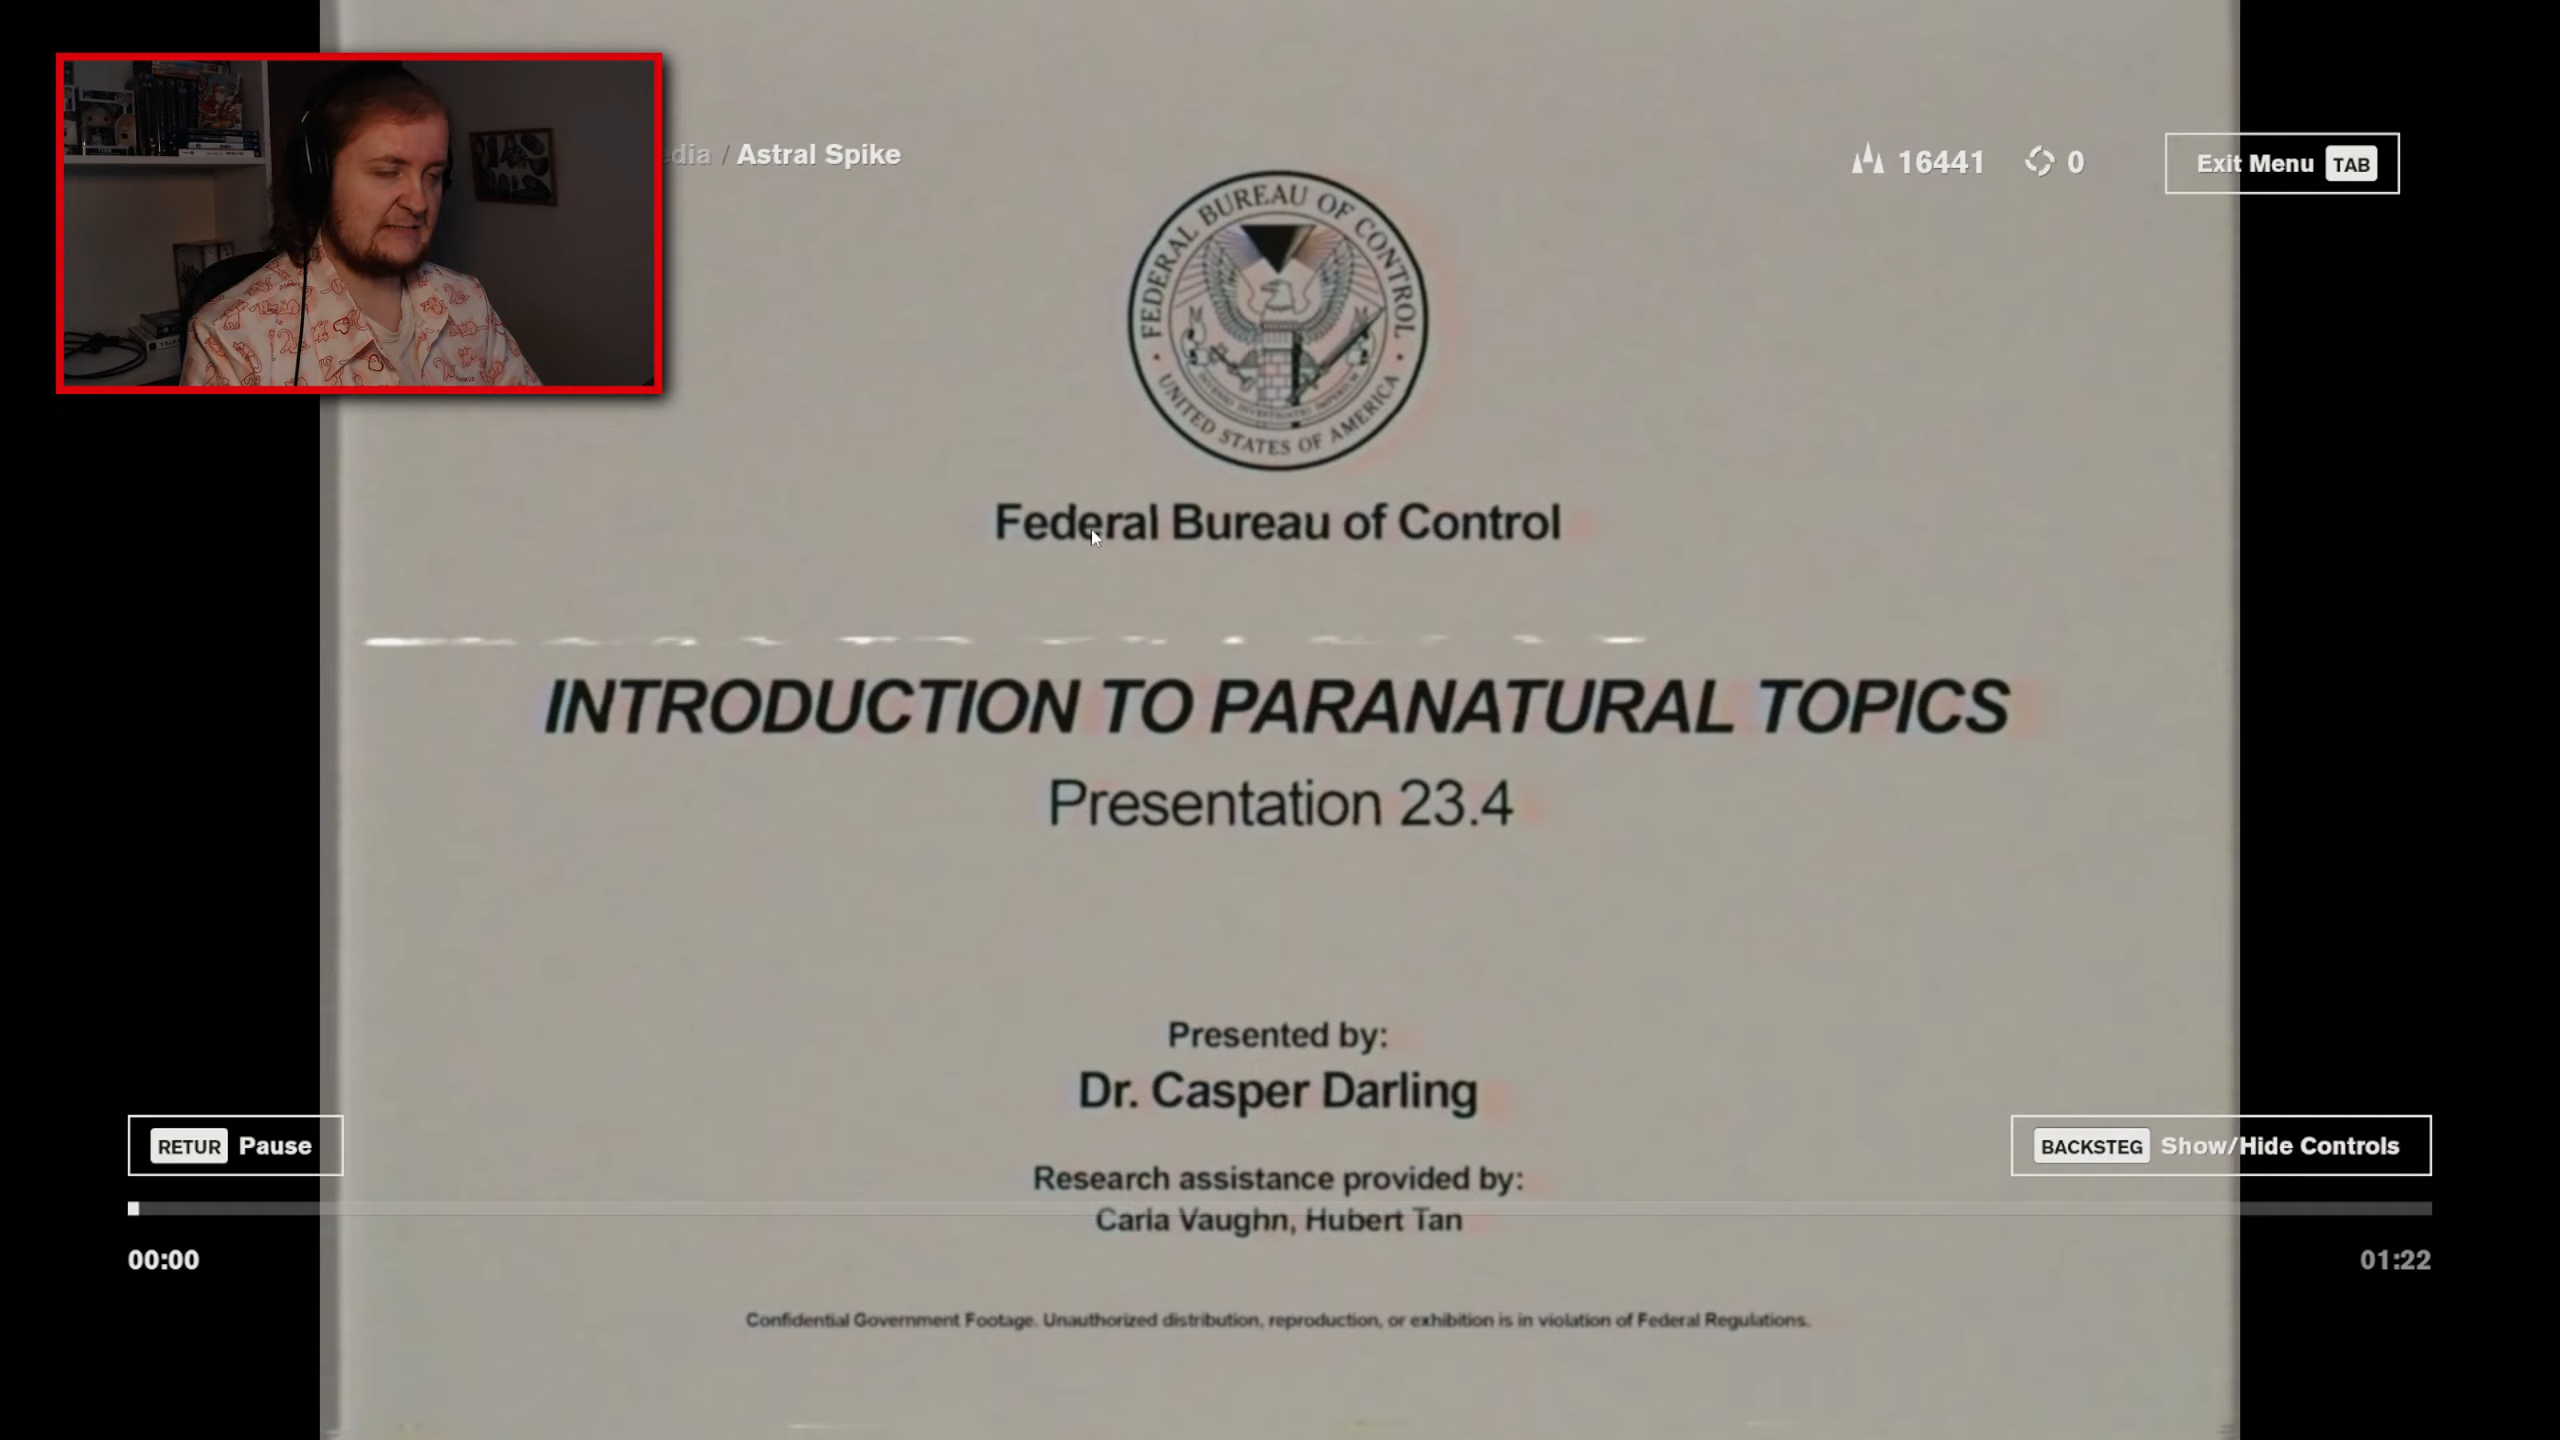 edia / Astral Spike
16441
0
Exit Menu TAB
FEDERAL BUREAU OF CONTROL
UNITED STATES OF AMERICA
Federal Bureau of Control
INTRODUCTION TO PARANATURAL TOPICS
Presentation 23.4
Presented by:
Dr. Casper Darling
RETUR Pause
BACKSTEG Show/Hide Controls
Research assistance provided by:
Carla Vaughn, Hubert Tan
00:00
01:22
Confidential Government Footage. Unauthorized distribution, reproduction, or exhibition is in violation of Federal Regulations.